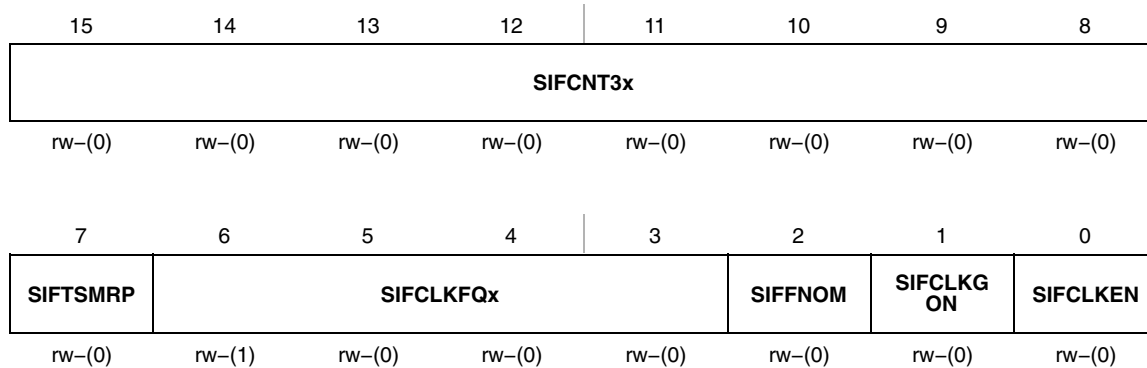 15 14 13 12 11 10 9 8
SIFCNT3x
rw−(0) rw−(0) rw−(0) rw−(0) rw−(0) rw−(0) rw−(0) rw−(0)
7 6 5 4 3 2 1 0
SIFTSMRP SIFCLKFQx SIFFNOM SIFCLKG SIFCLKEN
ON
rw−(0) rw−(1) rw−(0) rw−(0) rw−(0) rw−(0) rw−(0) rw−(0)